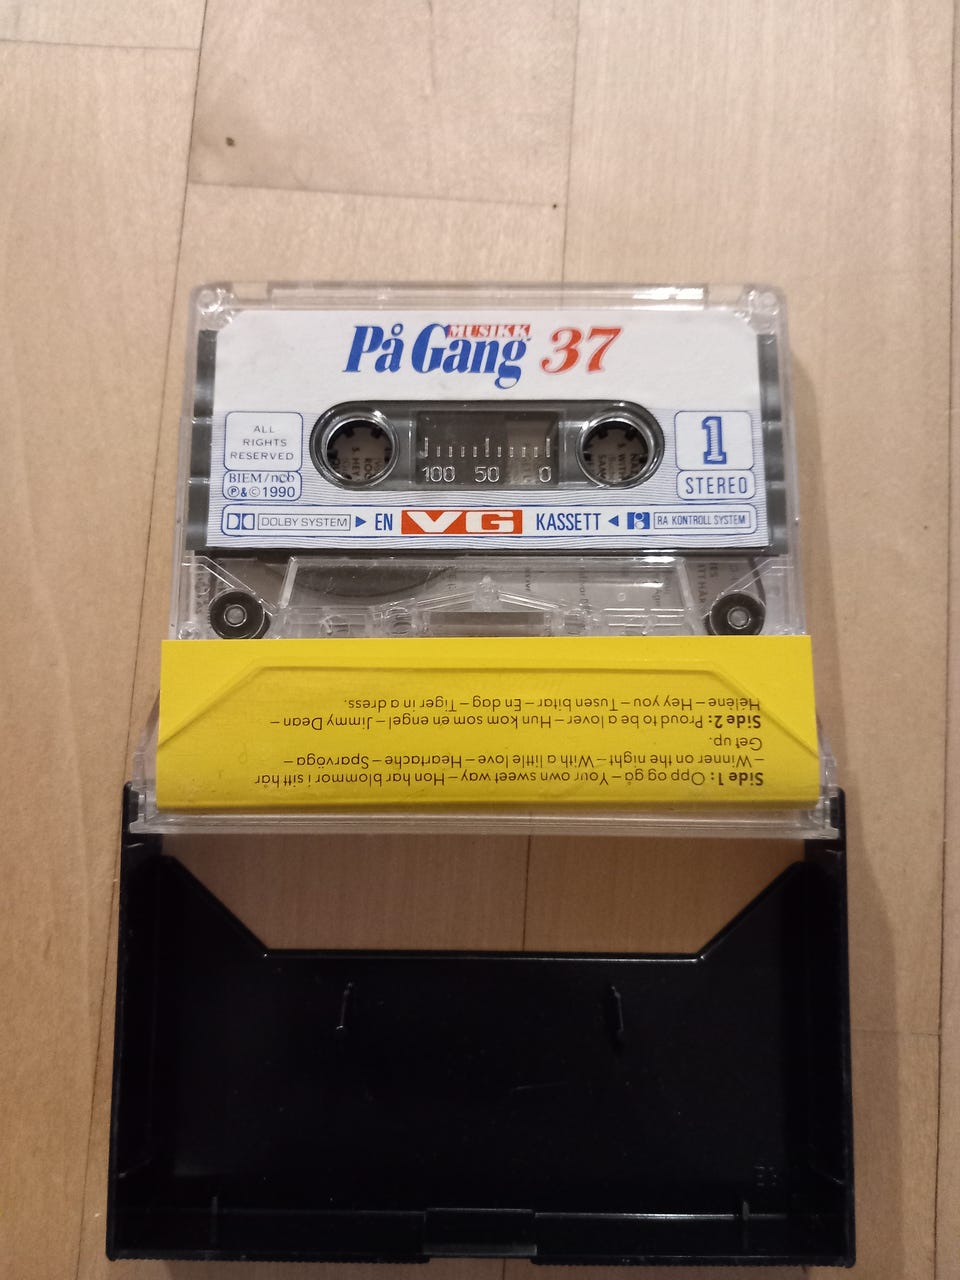 På Gang MUSIKK 37
ALL
RIGHTS
RESERVED
BIEM/ncb
Ⓟ&©1990
100 50 0
1
STEREO
DOLBY SYSTEM ▶ EN VG KASSETT ◀ RA KONTROLL SYSTEM
Side 1: Opp og gå – Your own sweet way – Hon har blommor i sitt hår
– Winner on the night – With a little love – Heartache – Sparvöga –
Get up.
Side 2: Proud to be a lover – Hun kom som en engel – Jimmy Dean –
Hélène – Hey you – Tusen bitar – En dag – Tiger in a dress.